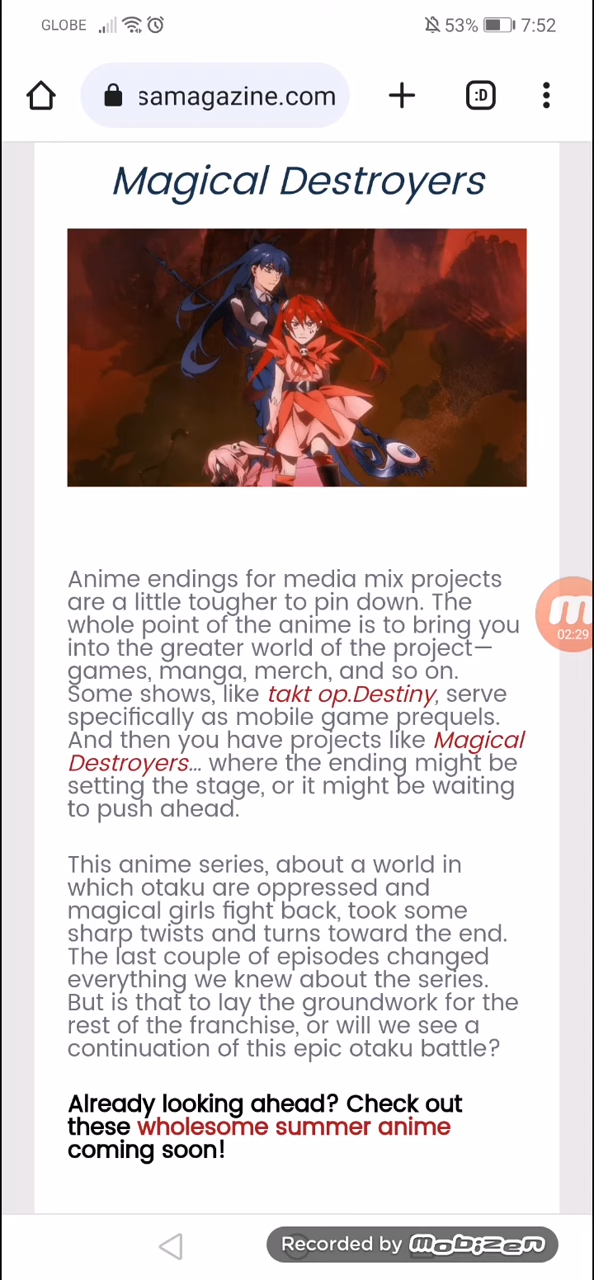 GLOBE 53% 7:52
samagazine.com :D
Magical Destroyers
Anime endings for media mix projects
are a little tougher to pin down. The
whole point of the anime is to bring you
into the greater world of the project—
games, manga, merch, and so on.
Some shows, like takt op.Destiny, serve
specifically as mobile game prequels.
And then you have projects like Magical
Destroyers... where the ending might be
setting the stage, or it might be waiting
to push ahead.
02:29
This anime series, about a world in
which otaku are oppressed and
magical girls fight back, took some
sharp twists and turns toward the end.
The last couple of episodes changed
everything we knew about the series.
But is that to lay the groundwork for the
rest of the franchise, or will we see a
continuation of this epic otaku battle?
Already looking ahead? Check out
these wholesome summer anime
coming soon!
Recorded by mobizen